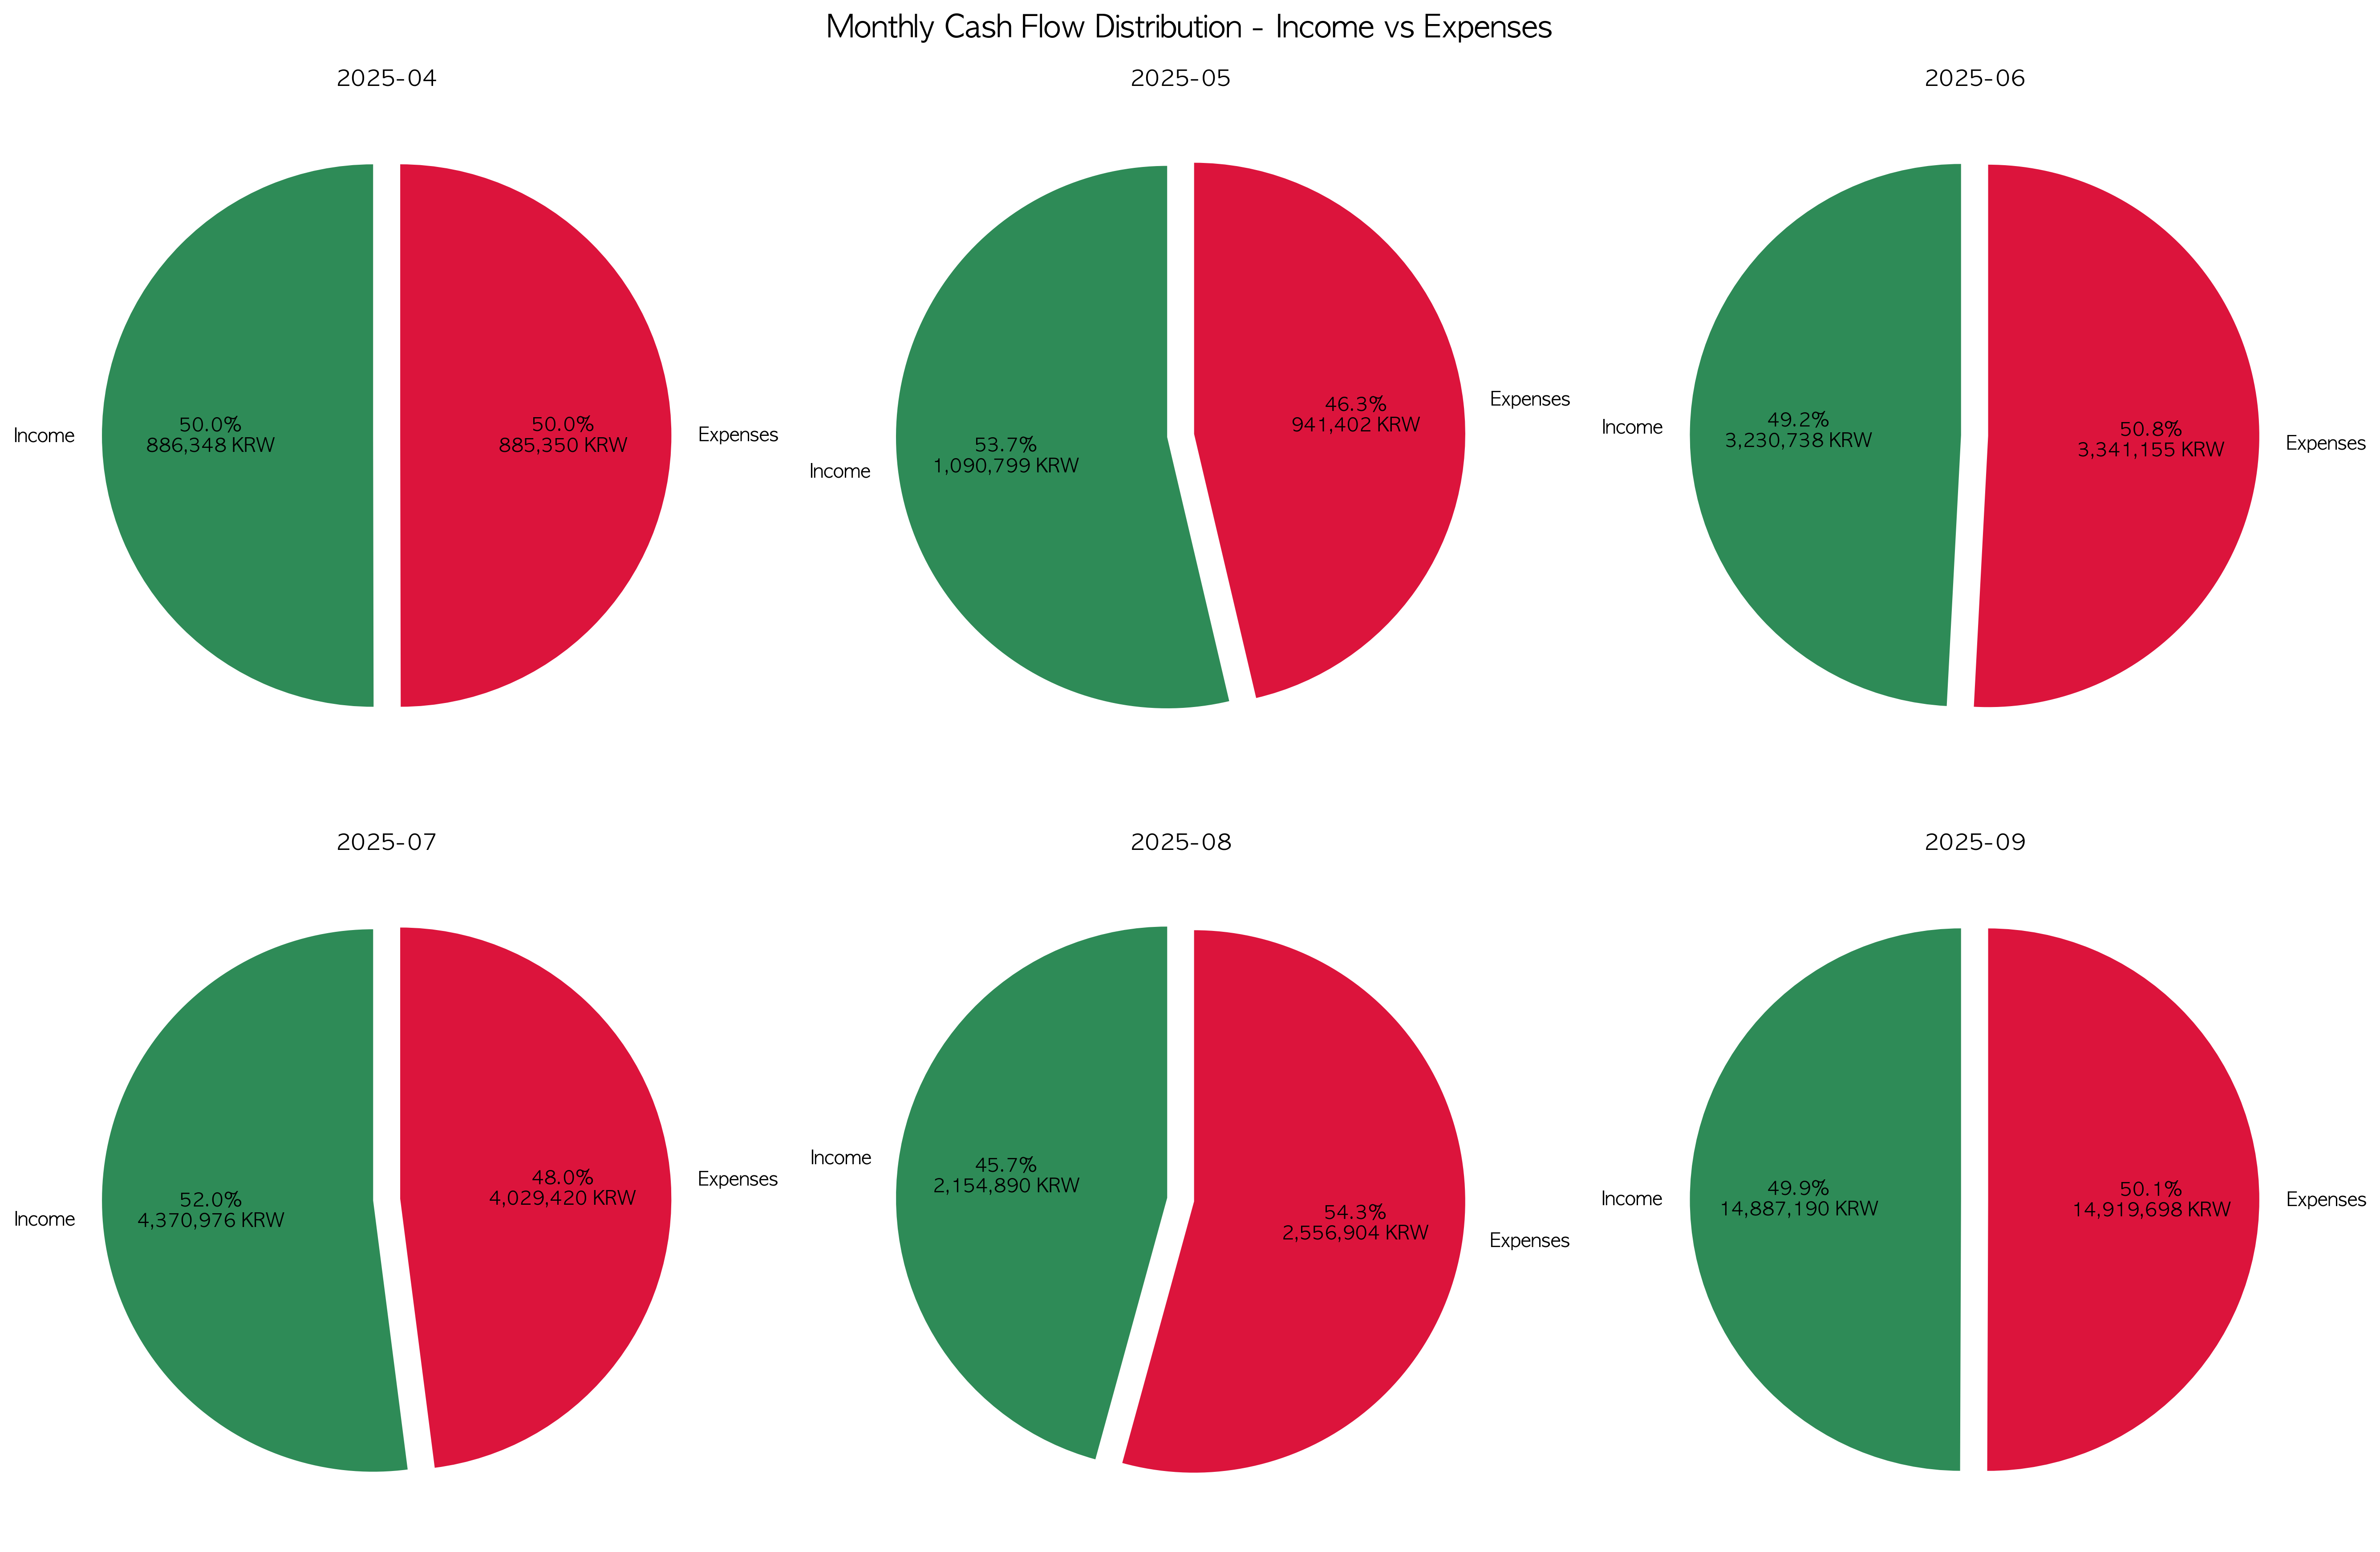 Monthly Cash Flow Distribution - Income vs Expenses
2025-04
Income
50.0%
886,348 KRW
50.0%
885,350 KRW
Expenses
2025-05
Income
53.7%
1,090,799 KRW
46.3%
941,402 KRW
Expenses
2025-06
Income
49.2%
3,230,738 KRW
50.8%
3,341,155 KRW
Expenses
2025-07
Income
52.0%
4,370,976 KRW
48.0%
4,029,420 KRW
Expenses
2025-08
Income
45.7%
2,154,890 KRW
54.3%
2,556,904 KRW
Expenses
2025-09
Income
49.9%
14,887,190 KRW
50.1%
14,919,698 KRW
Expenses